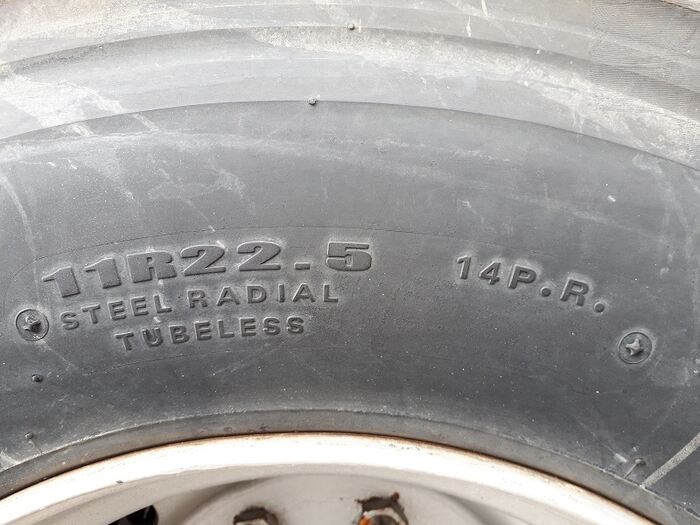 11R22.5 14P.R.
STEEL RADIAL
TUBELESS